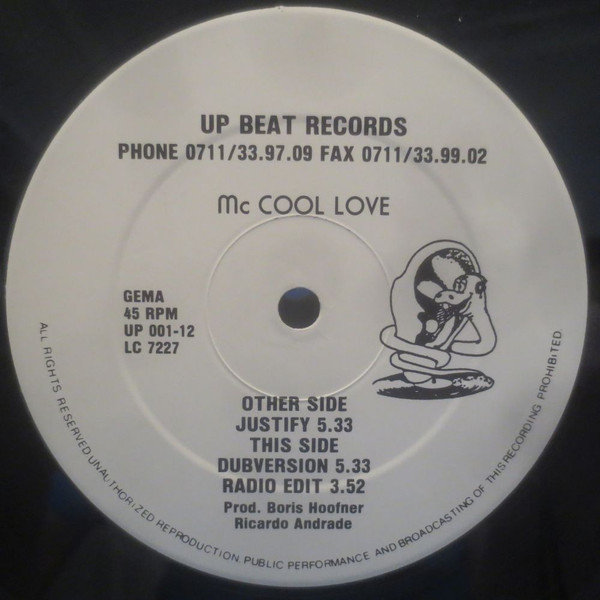 UP BEAT RECORDS
PHONE 0711/33.97.09 FAX 0711/33.99.02
Mc COOL LOVE
GEMA
45 RPM
UP 001-12
LC 7227
OTHER SIDE
JUSTIFY 5.33
THIS SIDE
DUBVERSION 5.33
RADIO EDIT 3.52
Prod. Boris Hoofner
Ricardo Andrade
ALL RIGHTS RESERVED UNAUTHORIZED REPRODUCTION. PUBLIC PERFORMANCE AND BROADCASTING OF THIS RECORDING PROHIBITED.